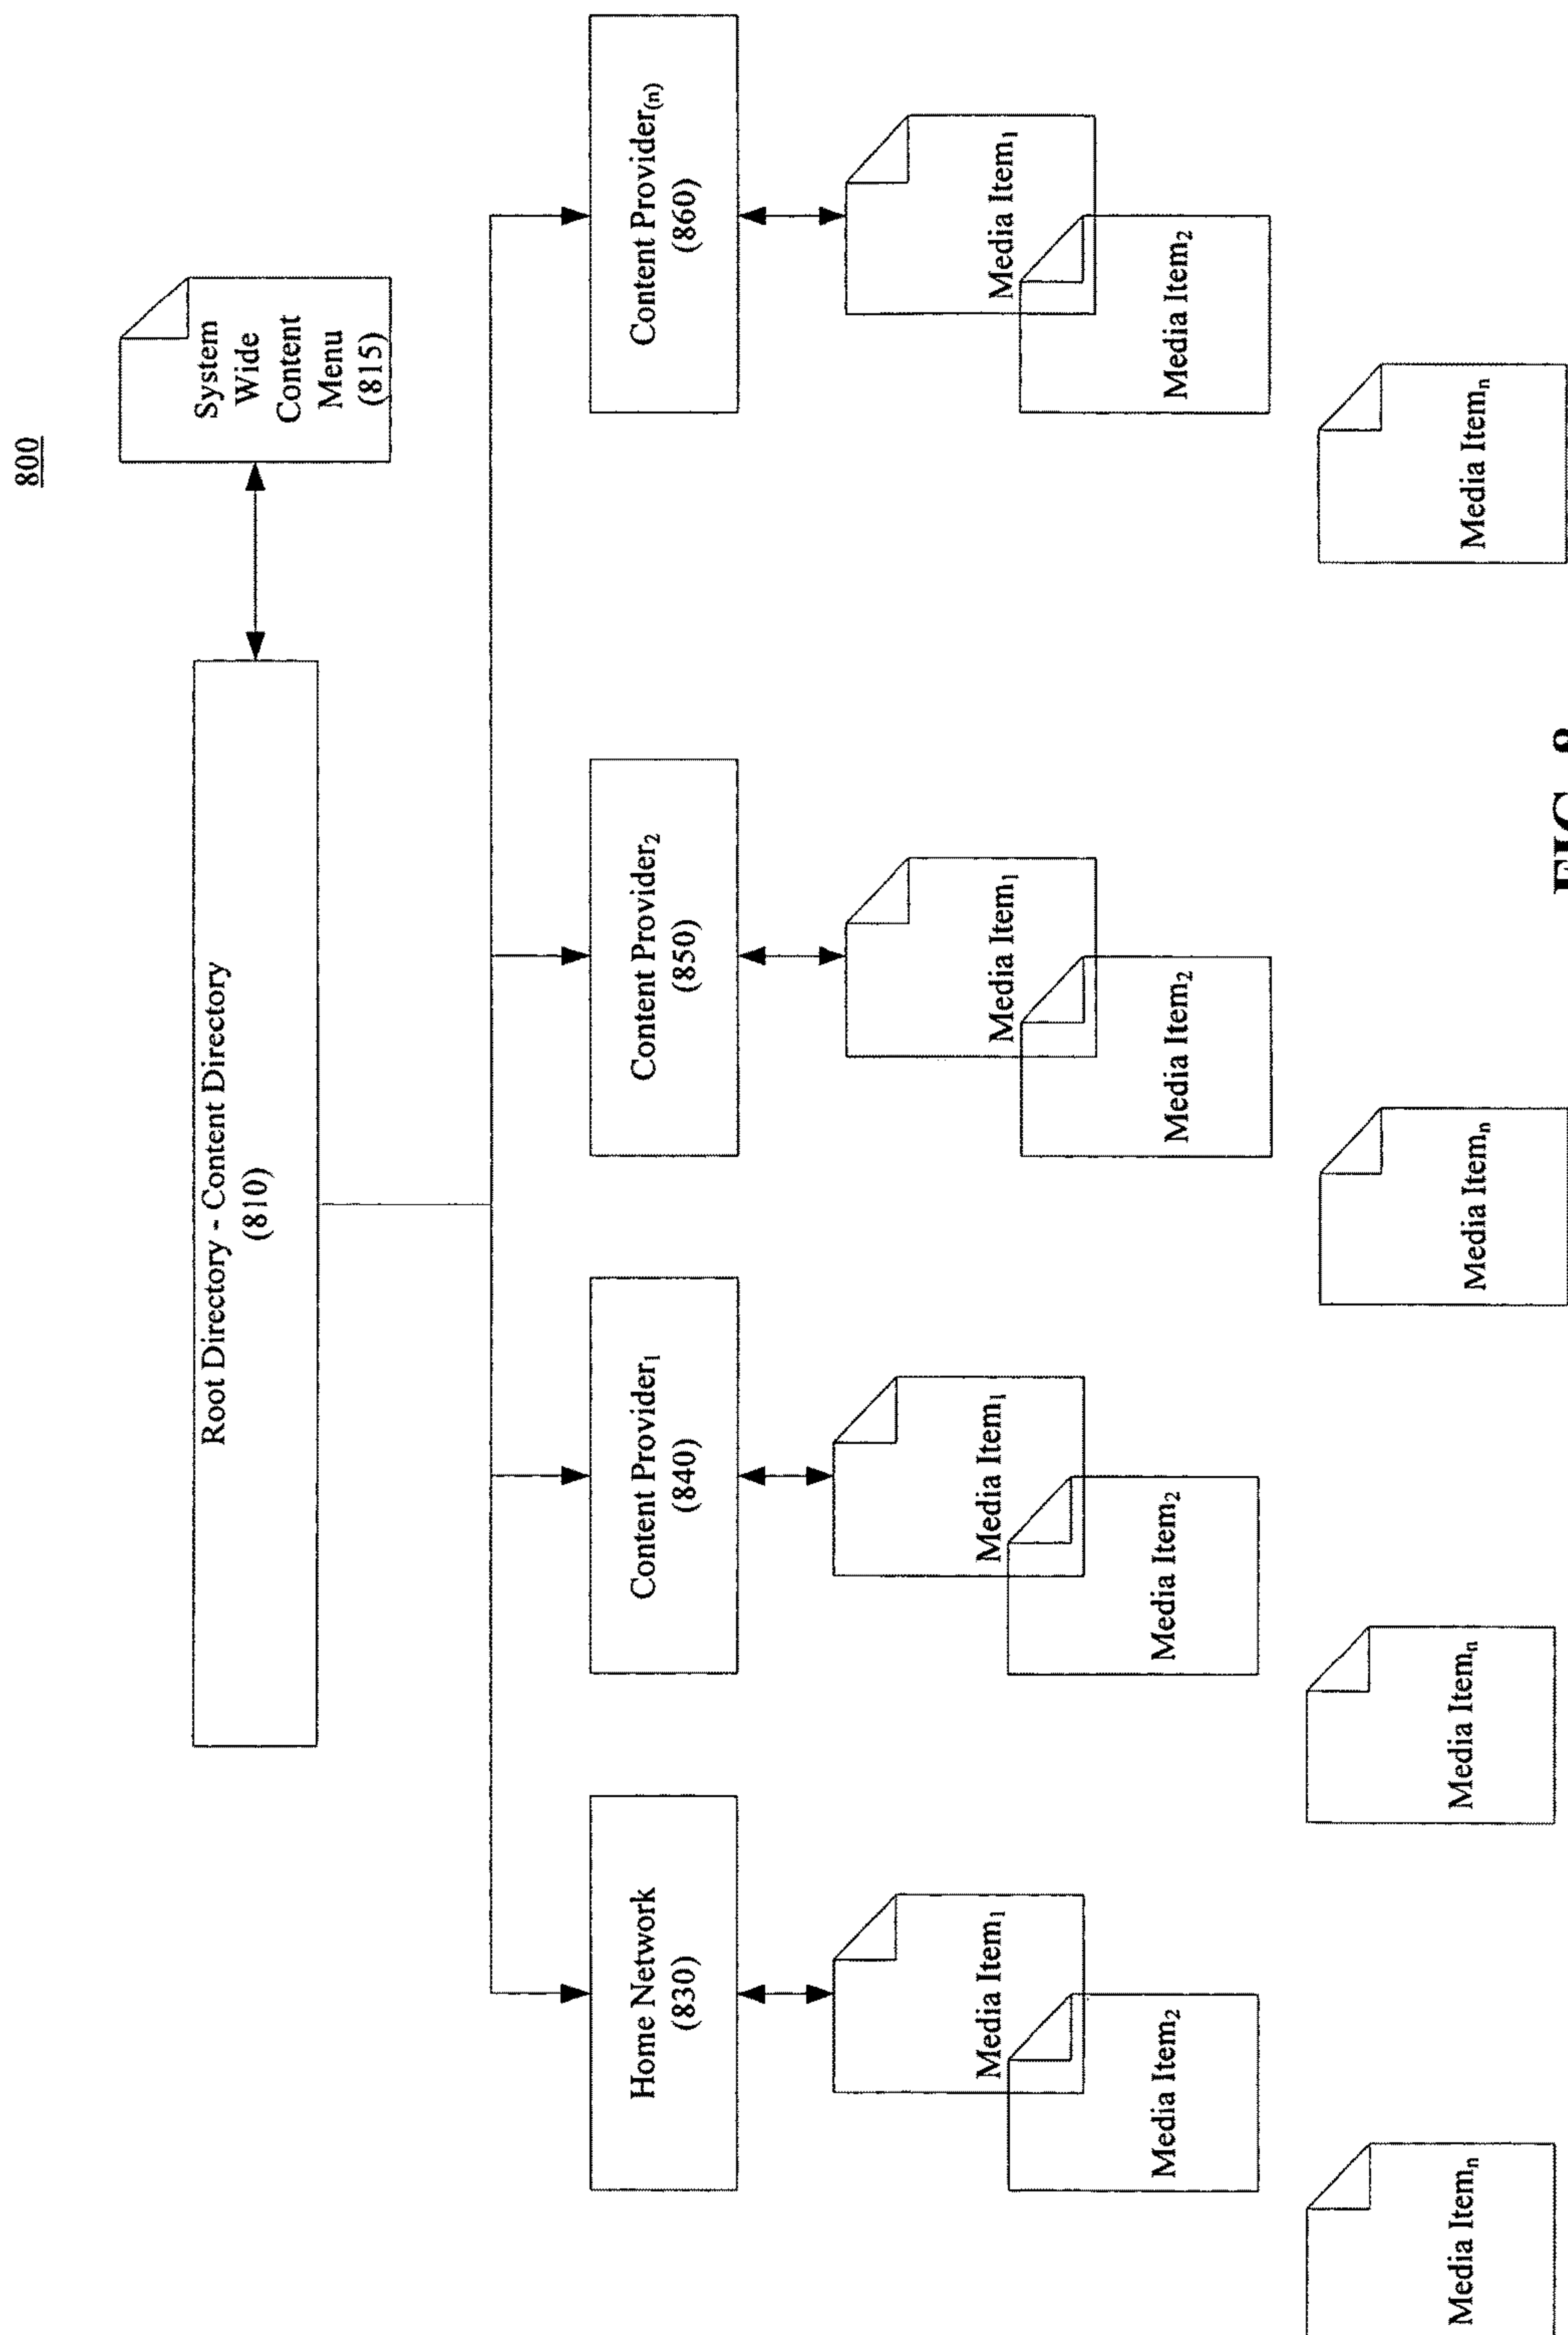 800
Root Directory - Content Directory
(810)
System
Wide
Content
Menu
(815)
Home Network
(830)
Content Provider₁
(840)
Content Provider₂
(850)
Content Provider₍ₙ₎
(860)
Media Item₁
Media Item₂
Media Itemₙ
Media Item₁
Media Item₂
Media Itemₙ
Media Item₁
Media Item₂
Media Itemₙ
Media Item₁
Media Item₂
Media Itemₙ
FIG. 8